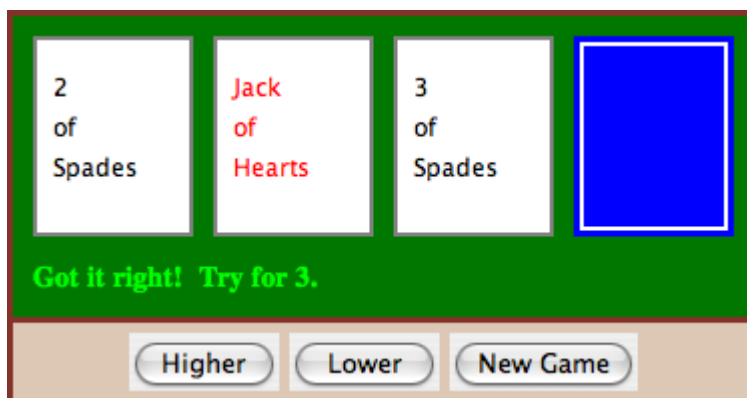 2
of
Spades
Jack
of
Hearts
3
of
Spades
Got it right!  Try for 3.
Higher
Lower
New Game